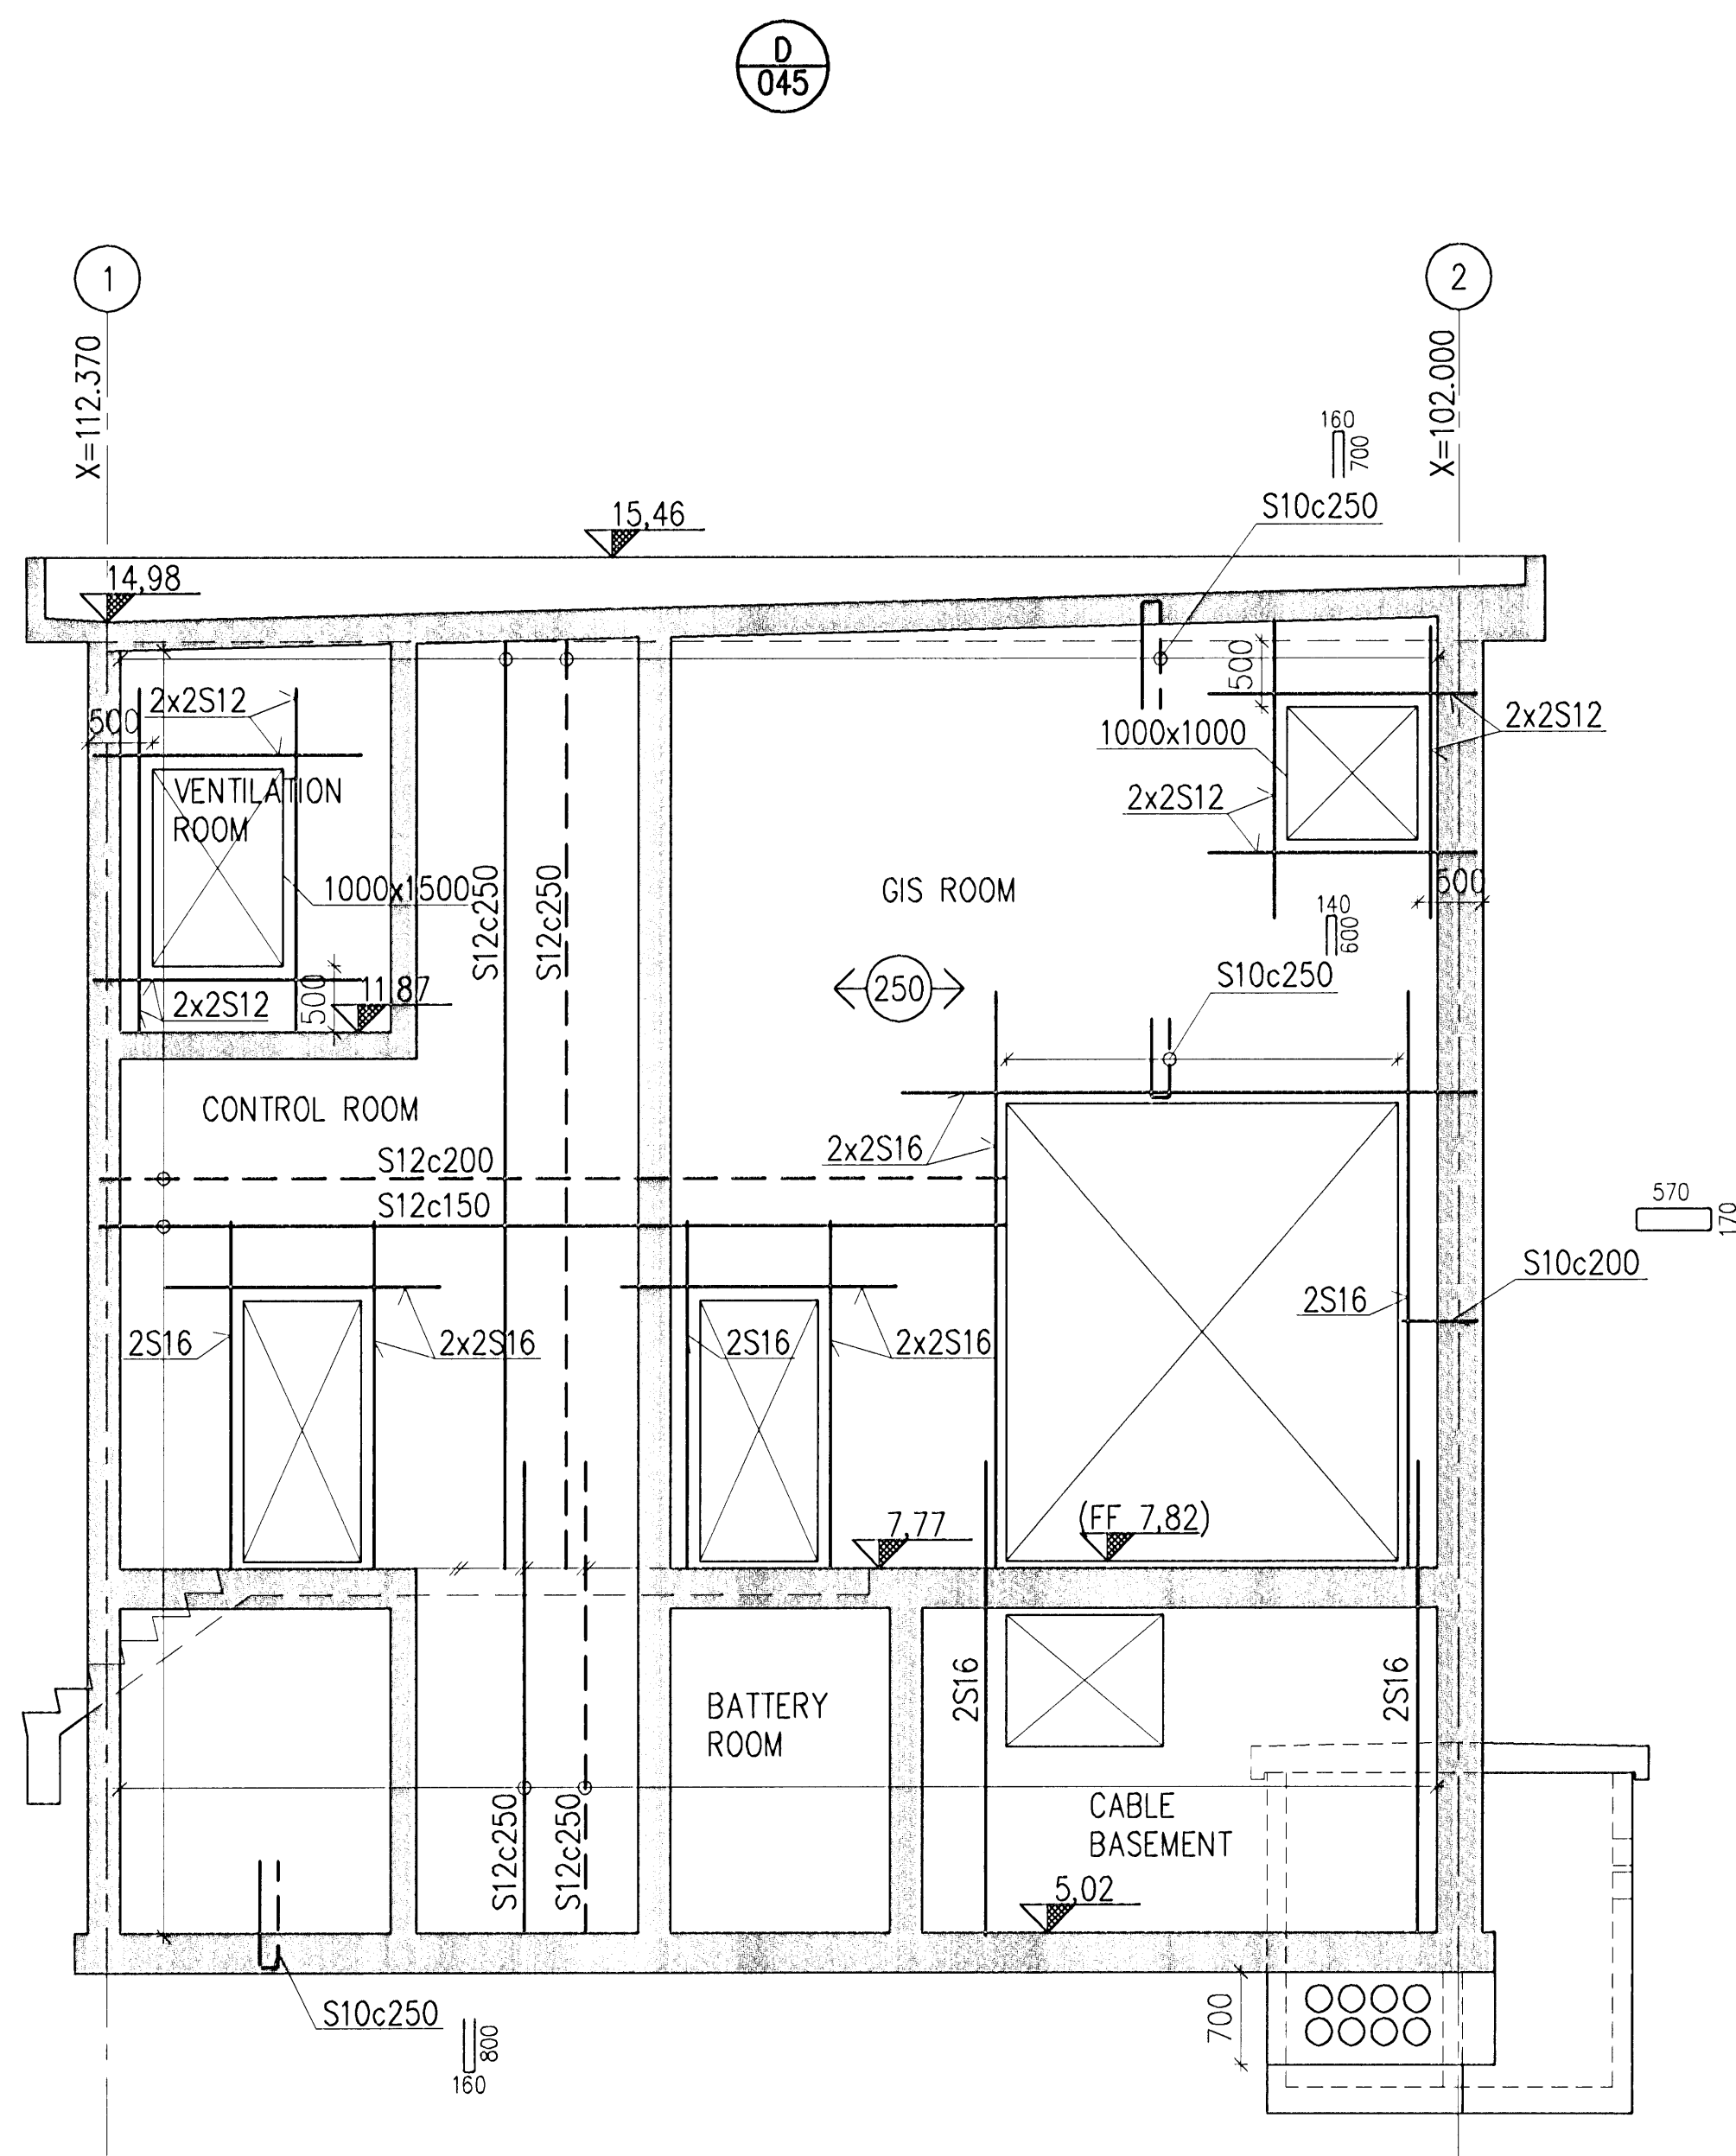 D
045
1
2
X=112.370
X=102.000
160
700
S10c250
15,46
14,98
2x2S12
500
500
2x2S12
1000x1000
VENTILATION
ROOM
2x2S12
1000x1500
S12c250
S12c250
GIS ROOM
500
140
600
S10c250
250
11,87
500
2x2S12
CONTROL ROOM
2x2S16
S12c200
S12c150
570
170
S10c200
2S16
2S16
2x2S16
2S16
2x2S16
7,77
(FF 7,82)
2S16
2S16
BATTERY
ROOM
S12c250
S12c250
CABLE
BASEMENT
5,02
S10c250
800
160
700